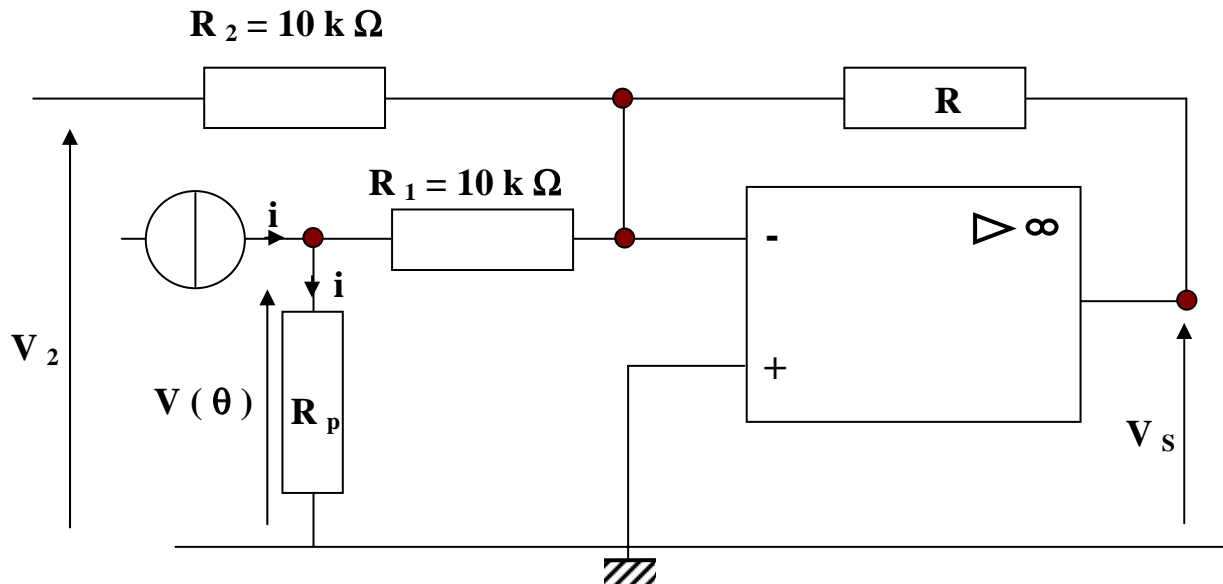 R 2 = 10 k Ω
R
R 1 = 10 k Ω
i
- ▷ ∞
i
V 2
V ( θ )
R p
+
V S